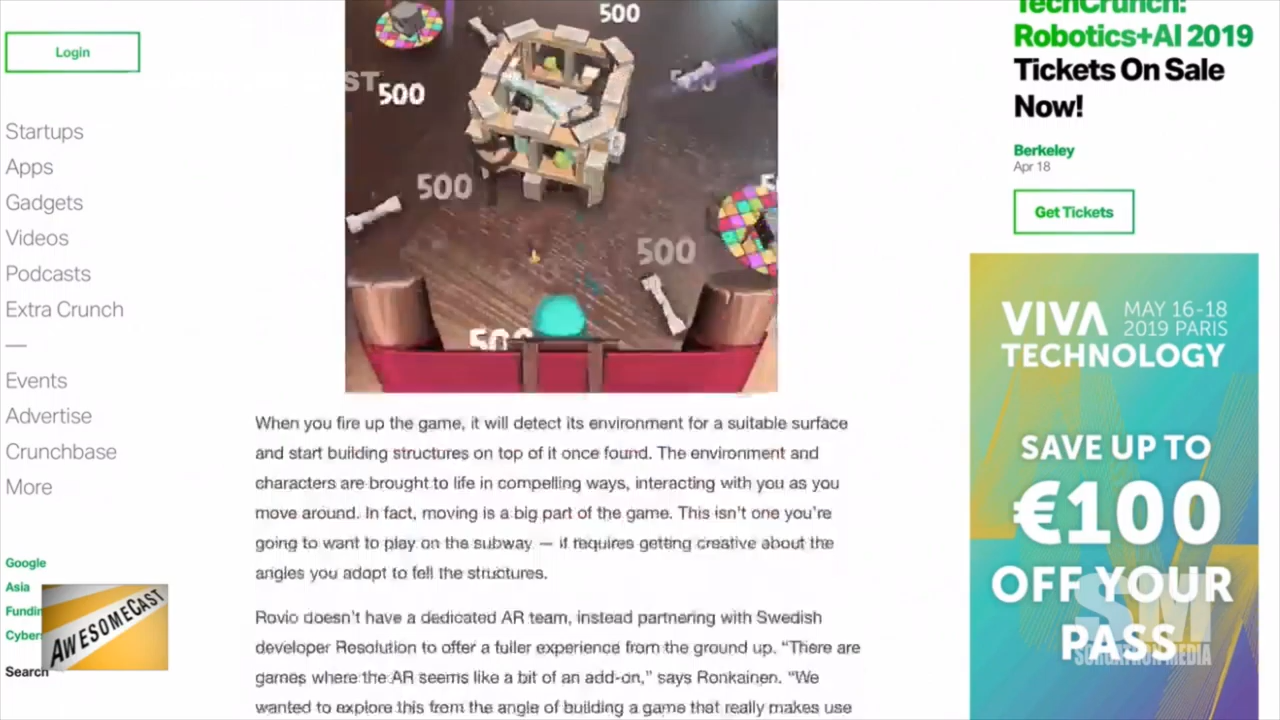 Login
Startups
Apps
Gadgets
Videos
Podcasts
Extra Crunch
Events
Advertise
Crunchbase
More
Google
Asia
Search
AWESOMECAST
500
500
500
500
When you fire up the game, it will detect its environment for a suitable surface
and start building structures on top of it once found. The environment and
characters are brought to life in compelling ways, interacting with you as you
move around. In fact, moving is a big part of the game. This isn't one you're
going to want to play on the subway — it requires getting creative about the
angles you adopt to fell the structures.
Rovio doesn't have a dedicated AR team, instead partnering with Swedish
developer Resolution to offer a fuller experience from the ground up. “There are
games where the AR seems like a bit of an add-on,” says Ronkainen. “We
wanted to explore this from the angle of building a game that really makes use
TechCrunch:
Robotics+AI 2019
Tickets On Sale
Now!
Berkeley
Apr 18
Get Tickets
VIVA
TECHNOLOGY
MAY 16-18
2019 PARIS
SAVE UP TO
€100
OFF YOUR
PASS
SM
SORGATRON MEDIA